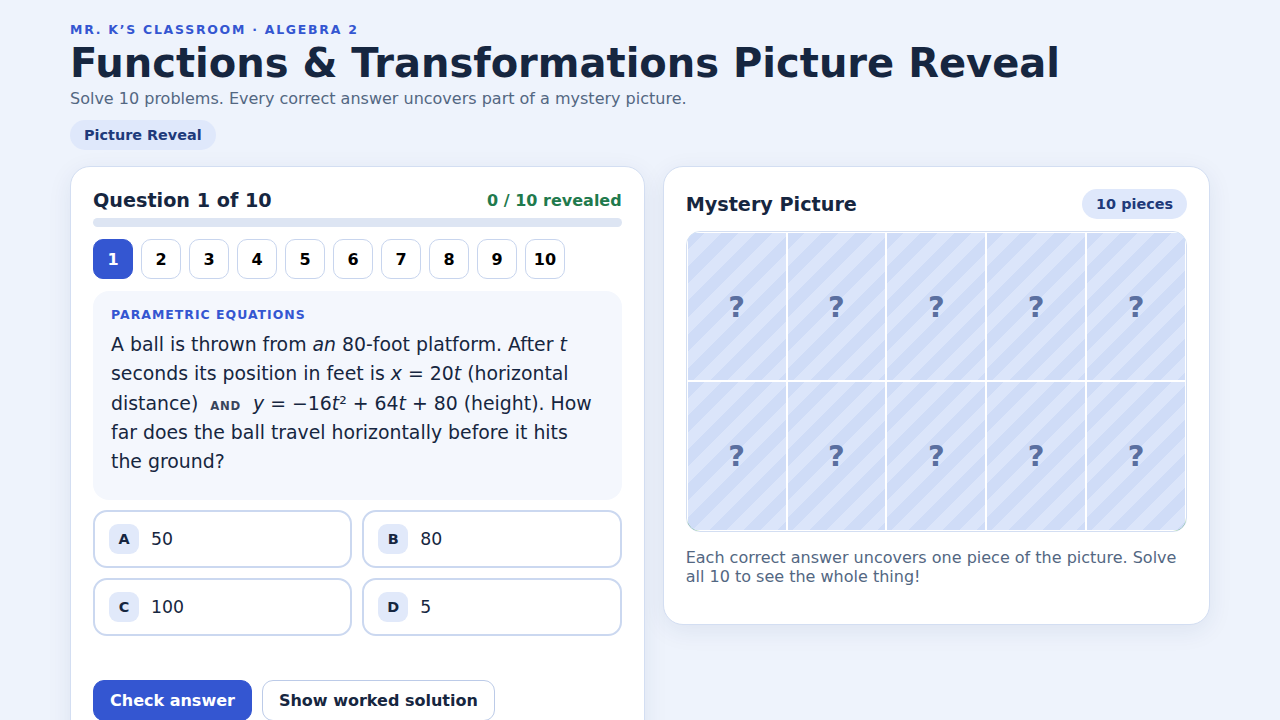 MR. K’S CLASSROOM · ALGEBRA 2
Functions & Transformations Picture Reveal
Solve 10 problems. Every correct answer uncovers part of a mystery picture.
Picture Reveal
Question 1 of 10
0 / 10 revealed
1 2 3 4 5 6 7 8 9 10
PARAMETRIC EQUATIONS
A ball is thrown from an 80-foot platform. After t
seconds its position in feet is x = 20t (horizontal
distance) AND y = −16t² + 64t + 80 (height). How
far does the ball travel horizontally before it hits
the ground?
A 50
B 80
C 100
D 5
Check answer
Show worked solution
Mystery Picture
10 pieces
? ? ? ? ?
? ? ? ? ?
Each correct answer uncovers one piece of the picture. Solve
all 10 to see the whole thing!